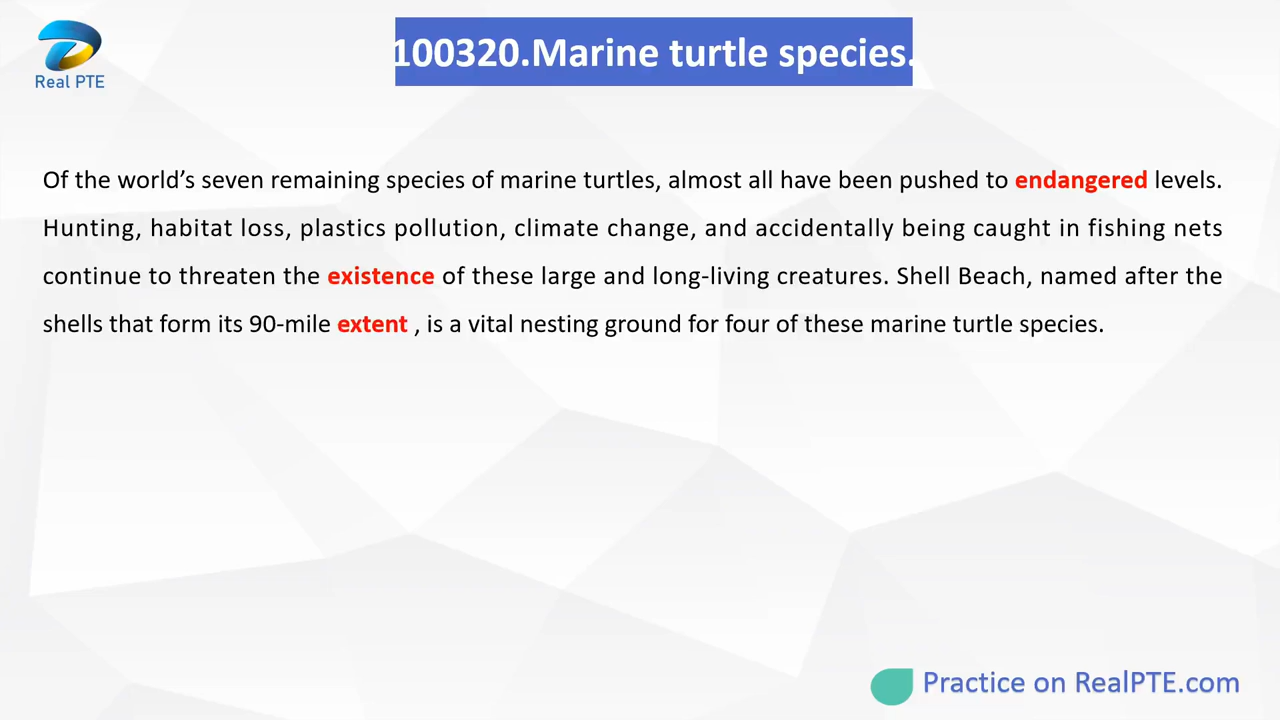 100320.Marine turtle species.
Real PTE
Of the world’s seven remaining species of marine turtles, almost all have been pushed to endangered levels.
Hunting, habitat loss, plastics pollution, climate change, and accidentally being caught in fishing nets
continue to threaten the existence of these large and long-living creatures. Shell Beach, named after the
shells that form its 90-mile extent , is a vital nesting ground for four of these marine turtle species.
Practice on RealPTE.com